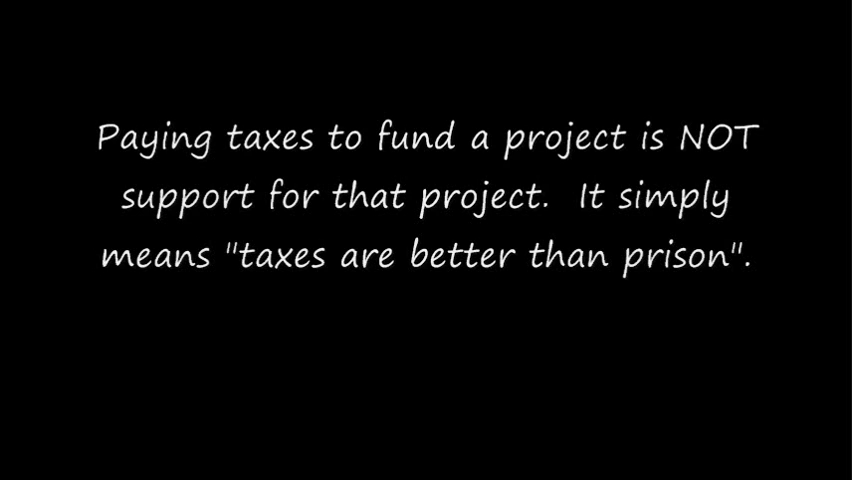 Paying taxes to fund a project is NOT
support for that project.  It simply
means "taxes are better than prison".